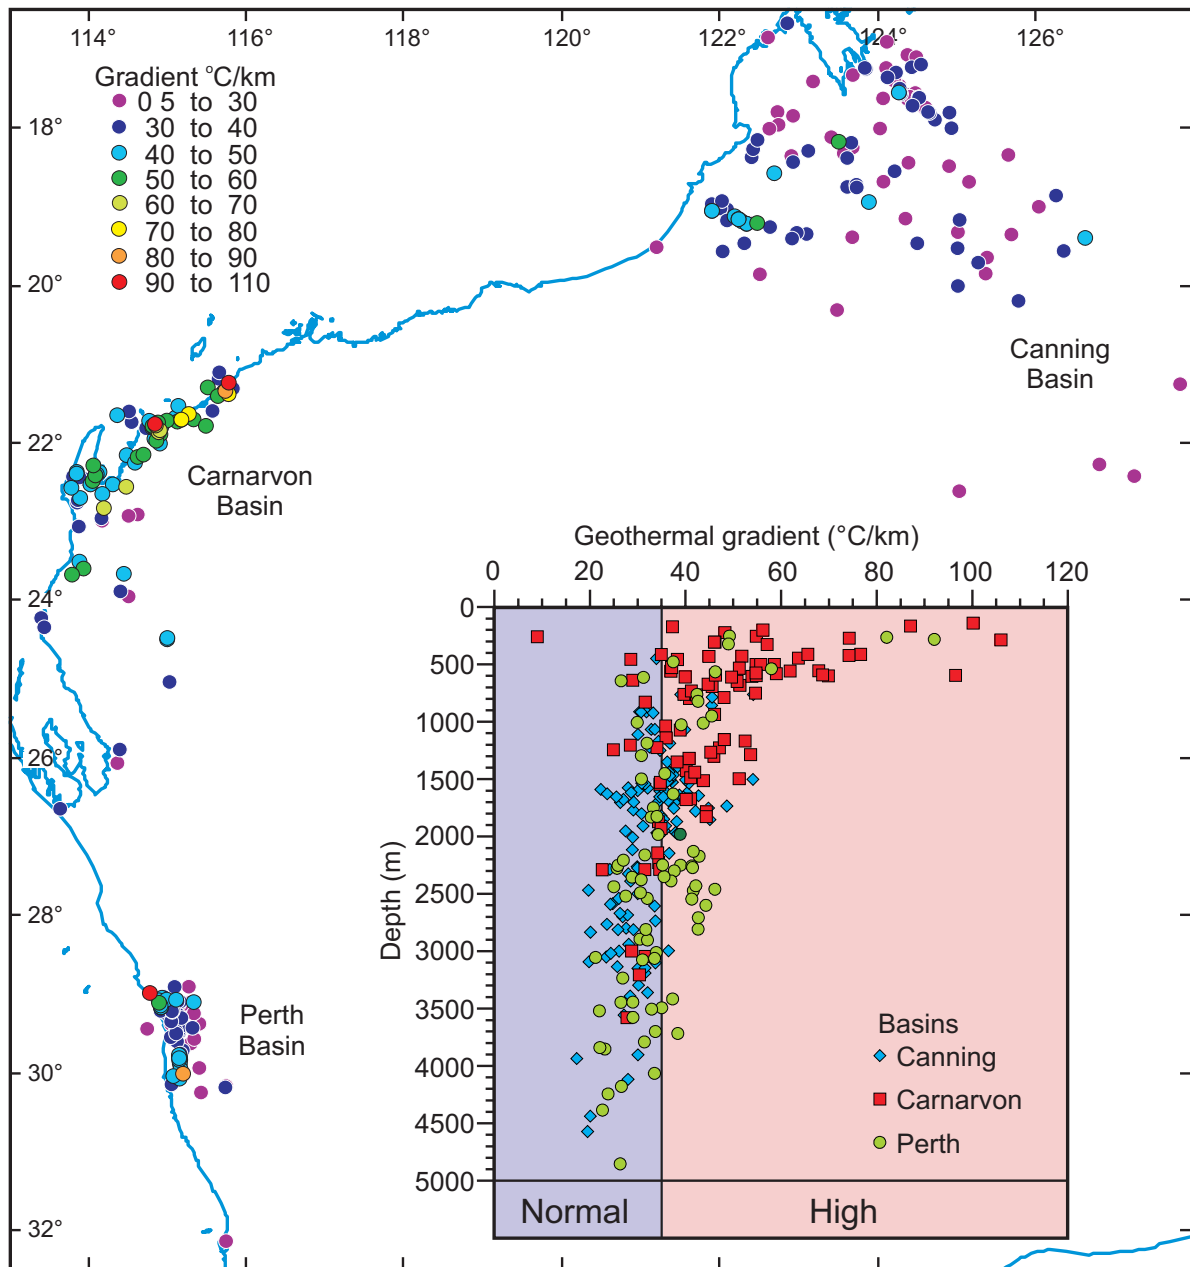 114° 116° 118° 120° 122° 124° 126°
Gradient °C/km
0 5 to 30
30 to 40
40 to 50
50 to 60
60 to 70
70 to 80
80 to 90
90 to 110
18°
20°
22°
24°
26°
28°
30°
32°
Canning
Basin
Carnarvon
Basin
Perth
Basin
Geothermal gradient (°C/km)
0 20 40 60 80 100 120
Depth (m)
0
500
1000
1500
2000
2500
3000
3500
4000
4500
5000
Basins
Canning
Carnarvon
Perth
Normal High